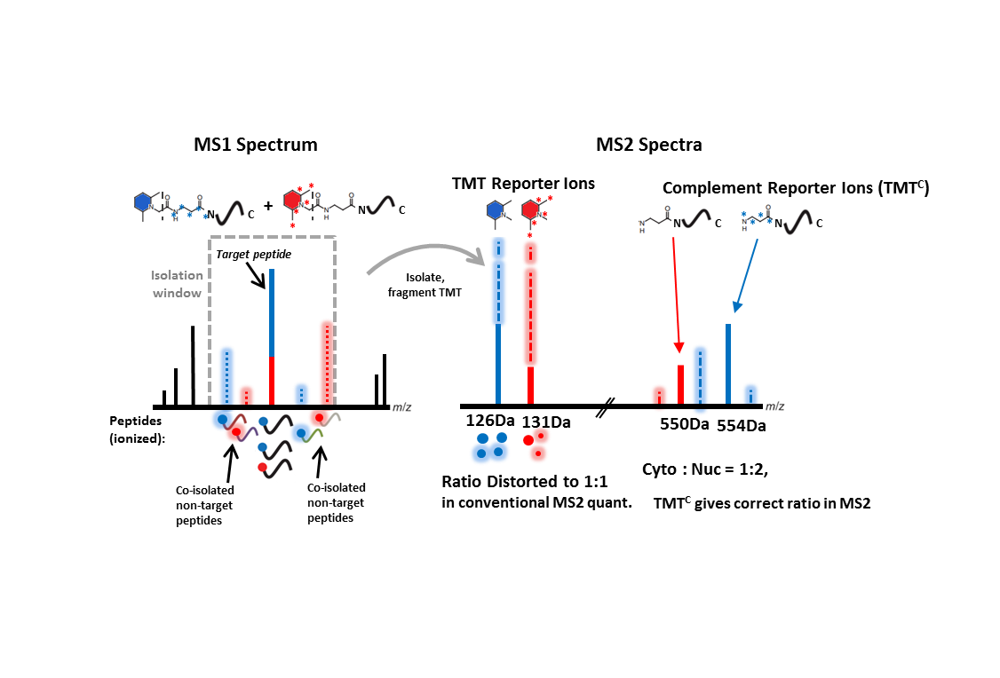 MS1 Spectrum
MS2 Spectra
TMT Reporter Ions
Complement Reporter Ions (TMTC)
N
O
N
H
O
N
C
+
N
O
N
H
O
N
C
N
N
NH
O
N
C
NH
O
N
C
Target peptide
Isolation
window
Isolate,
fragment TMT
m/z
m/z
Peptides
(ionized):
126Da
131Da
550Da
554Da
Co-isolated
non-target
peptides
Co-isolated
non-target
peptides
Ratio Distorted to 1:1
in conventional MS2 quant.
Cyto : Nuc = 1:2,
TMTC gives correct ratio in MS2